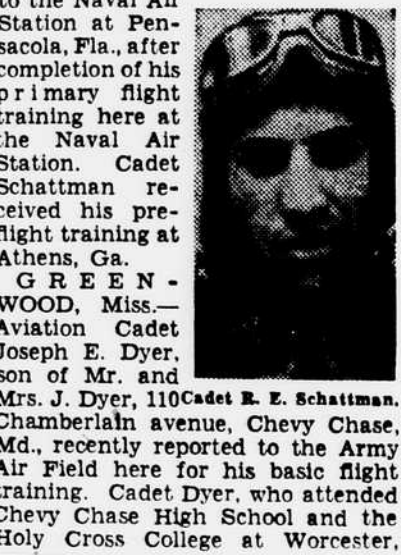 to the Naval Air
Station at Pen-
sacola, Fla., after
completion of his
primary flight
training here at
the Naval Air
Station. Cadet
Schattman re-
ceived his pre-
flight training at
Athens, Ga.
GREEN-
WOOD, Miss.—
Aviation Cadet
Joseph E. Dyer,
son of Mr. and
Mrs. J. Dyer, 110
Cadet R. E. Schattman.
Chamberlain avenue, Chevy Chase,
Md., recently reported to the Army
Air Field here for his basic flight
training. Cadet Dyer, who attended
Chevy Chase High School and the
Holy Cross College at Worcester,